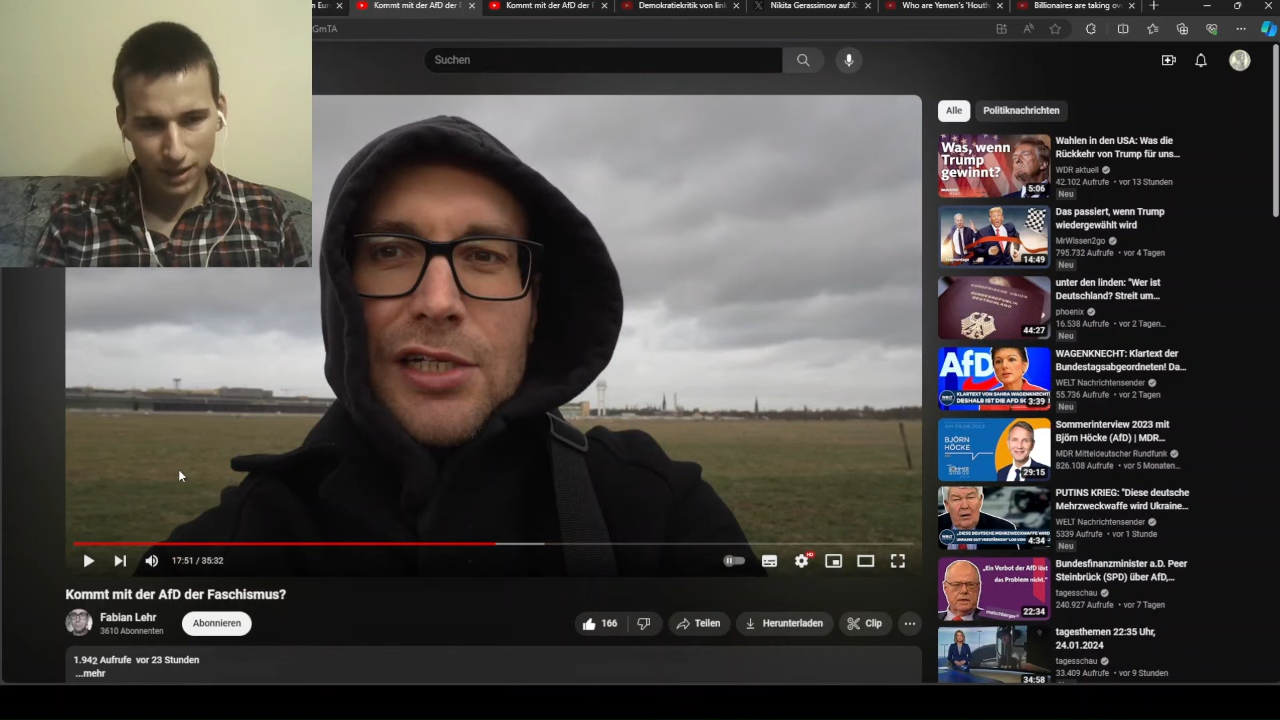 Kommt mit der AfD der F
Kommt mit der AfD der F
Demokratiekritik von link
Nikita Gerassimow auf X
Who are Yemen's 'Houth
Billionaires are taking ov
GmTA
Suchen
Alle
Politiknachrichten
Was, wenn
Trump
gewinnt?
5:06
Wahlen in den USA: Was die
Rückkehr von Trump für uns...
WDR aktuell
42.102 Aufrufe • vor 13 Stunden
Neu
14:49
Das passiert, wenn Trump
wiedergewählt wird
MrWissen2go
795.732 Aufrufe • vor 4 Tagen
Neu
44:27
unter den linden: "Wer ist
Deutschland? Streit um...
phoenix
16.538 Aufrufe • vor 2 Tagen...
Neu
AfD
KLARTEXT VON SAHRA WAGENKNECHT
3:39
WAGENKNECHT: Klartext der
Bundestagsabgeordneten! Da...
WELT Nachrichtensender
55.736 Aufrufe • vor 2 Tagen
Neu
BJÖRN
HÖCKE
29:15
Sommerinterview 2023 mit
Björn Höcke (AfD) | MDR...
MDR Mitteldeutscher Rundfunk
826.108 Aufrufe • vor 5 Monaten...
4:34
PUTINS KRIEG: "Diese deutsche
Mehrzweckwaffe wird Ukraine...
WELT Nachrichtensender
5339 Aufrufe • vor 1 Stunde
Neu
„Ein Verbot der AfD löst
das Problem nicht."
22:34
Bundesfinanzminister a.D. Peer
Steinbrück (SPD) über AfD,...
tagesschau
240.927 Aufrufe • vor 7 Tagen
34:58
tagesthemen 22:35 Uhr,
24.01.2024
tagesschau
33.409 Aufrufe • vor 9 Stunden
17:51 / 35:32
HD
Kommt mit der AfD der Faschismus?
Fabian Lehr
3610 Abonnenten
Abonnieren
166
Teilen
Herunterladen
Clip
1.942 Aufrufe vor 23 Stunden
...mehr